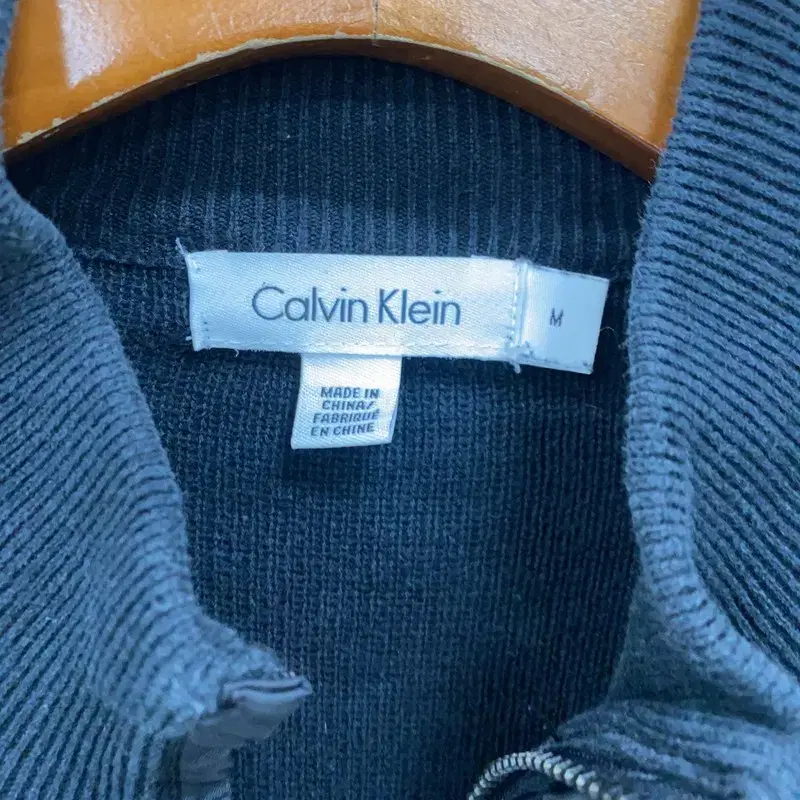 Calvin Klein
M
MADE IN
CHINA/
FABRIQUÉ
EN CHINE